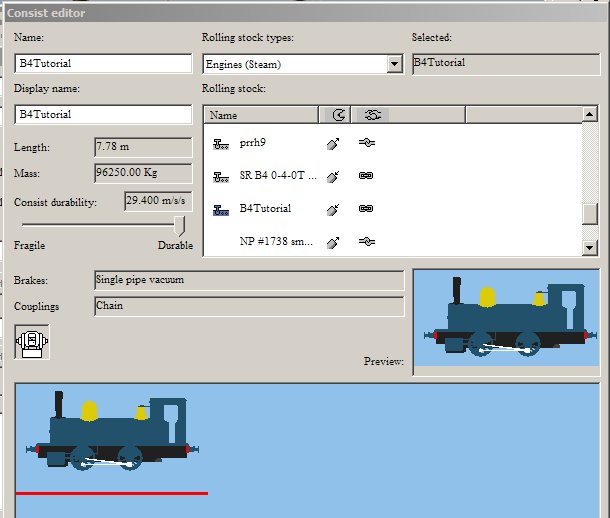 Consist editor
Name:
Rolling stock types:
Selected:
B4Tutorial
Engines (Steam)
B4Tutorial
Display name:
Rolling stock:
B4Tutorial
Name
prrh9
Length:
7.78 m
Mass:
96250.00 Kg
SR B4 0-4-0T ...
Consist durability:
29.400 m/s/s
B4Tutorial
Fragile
Durable
NP #1738 sm...
Brakes:
Single pipe vacuum
Couplings
Chain
Preview: